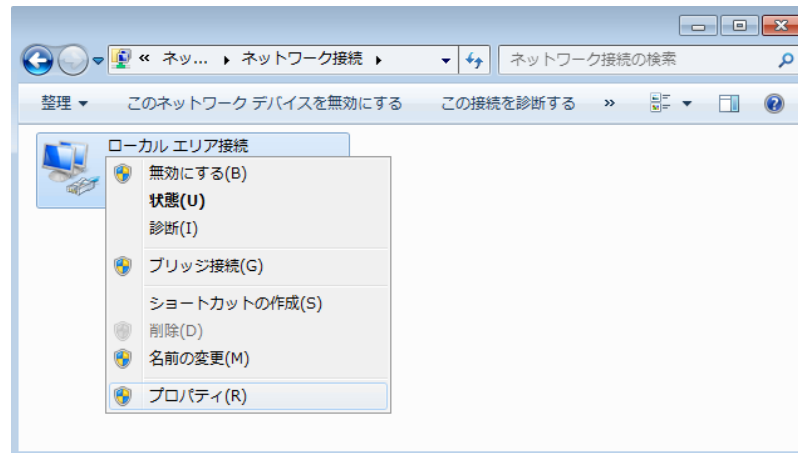 « ネッ... ▸ ネットワーク接続 ▸
ネットワーク接続の検索
整理 ▼ このネットワーク デバイスを無効にする この接続を診断する »
ローカル エリア接続
無効にする(B)
状態(U)
診断(I)
ブリッジ接続(G)
ショートカットの作成(S)
削除(D)
名前の変更(M)
プロパティ(R)